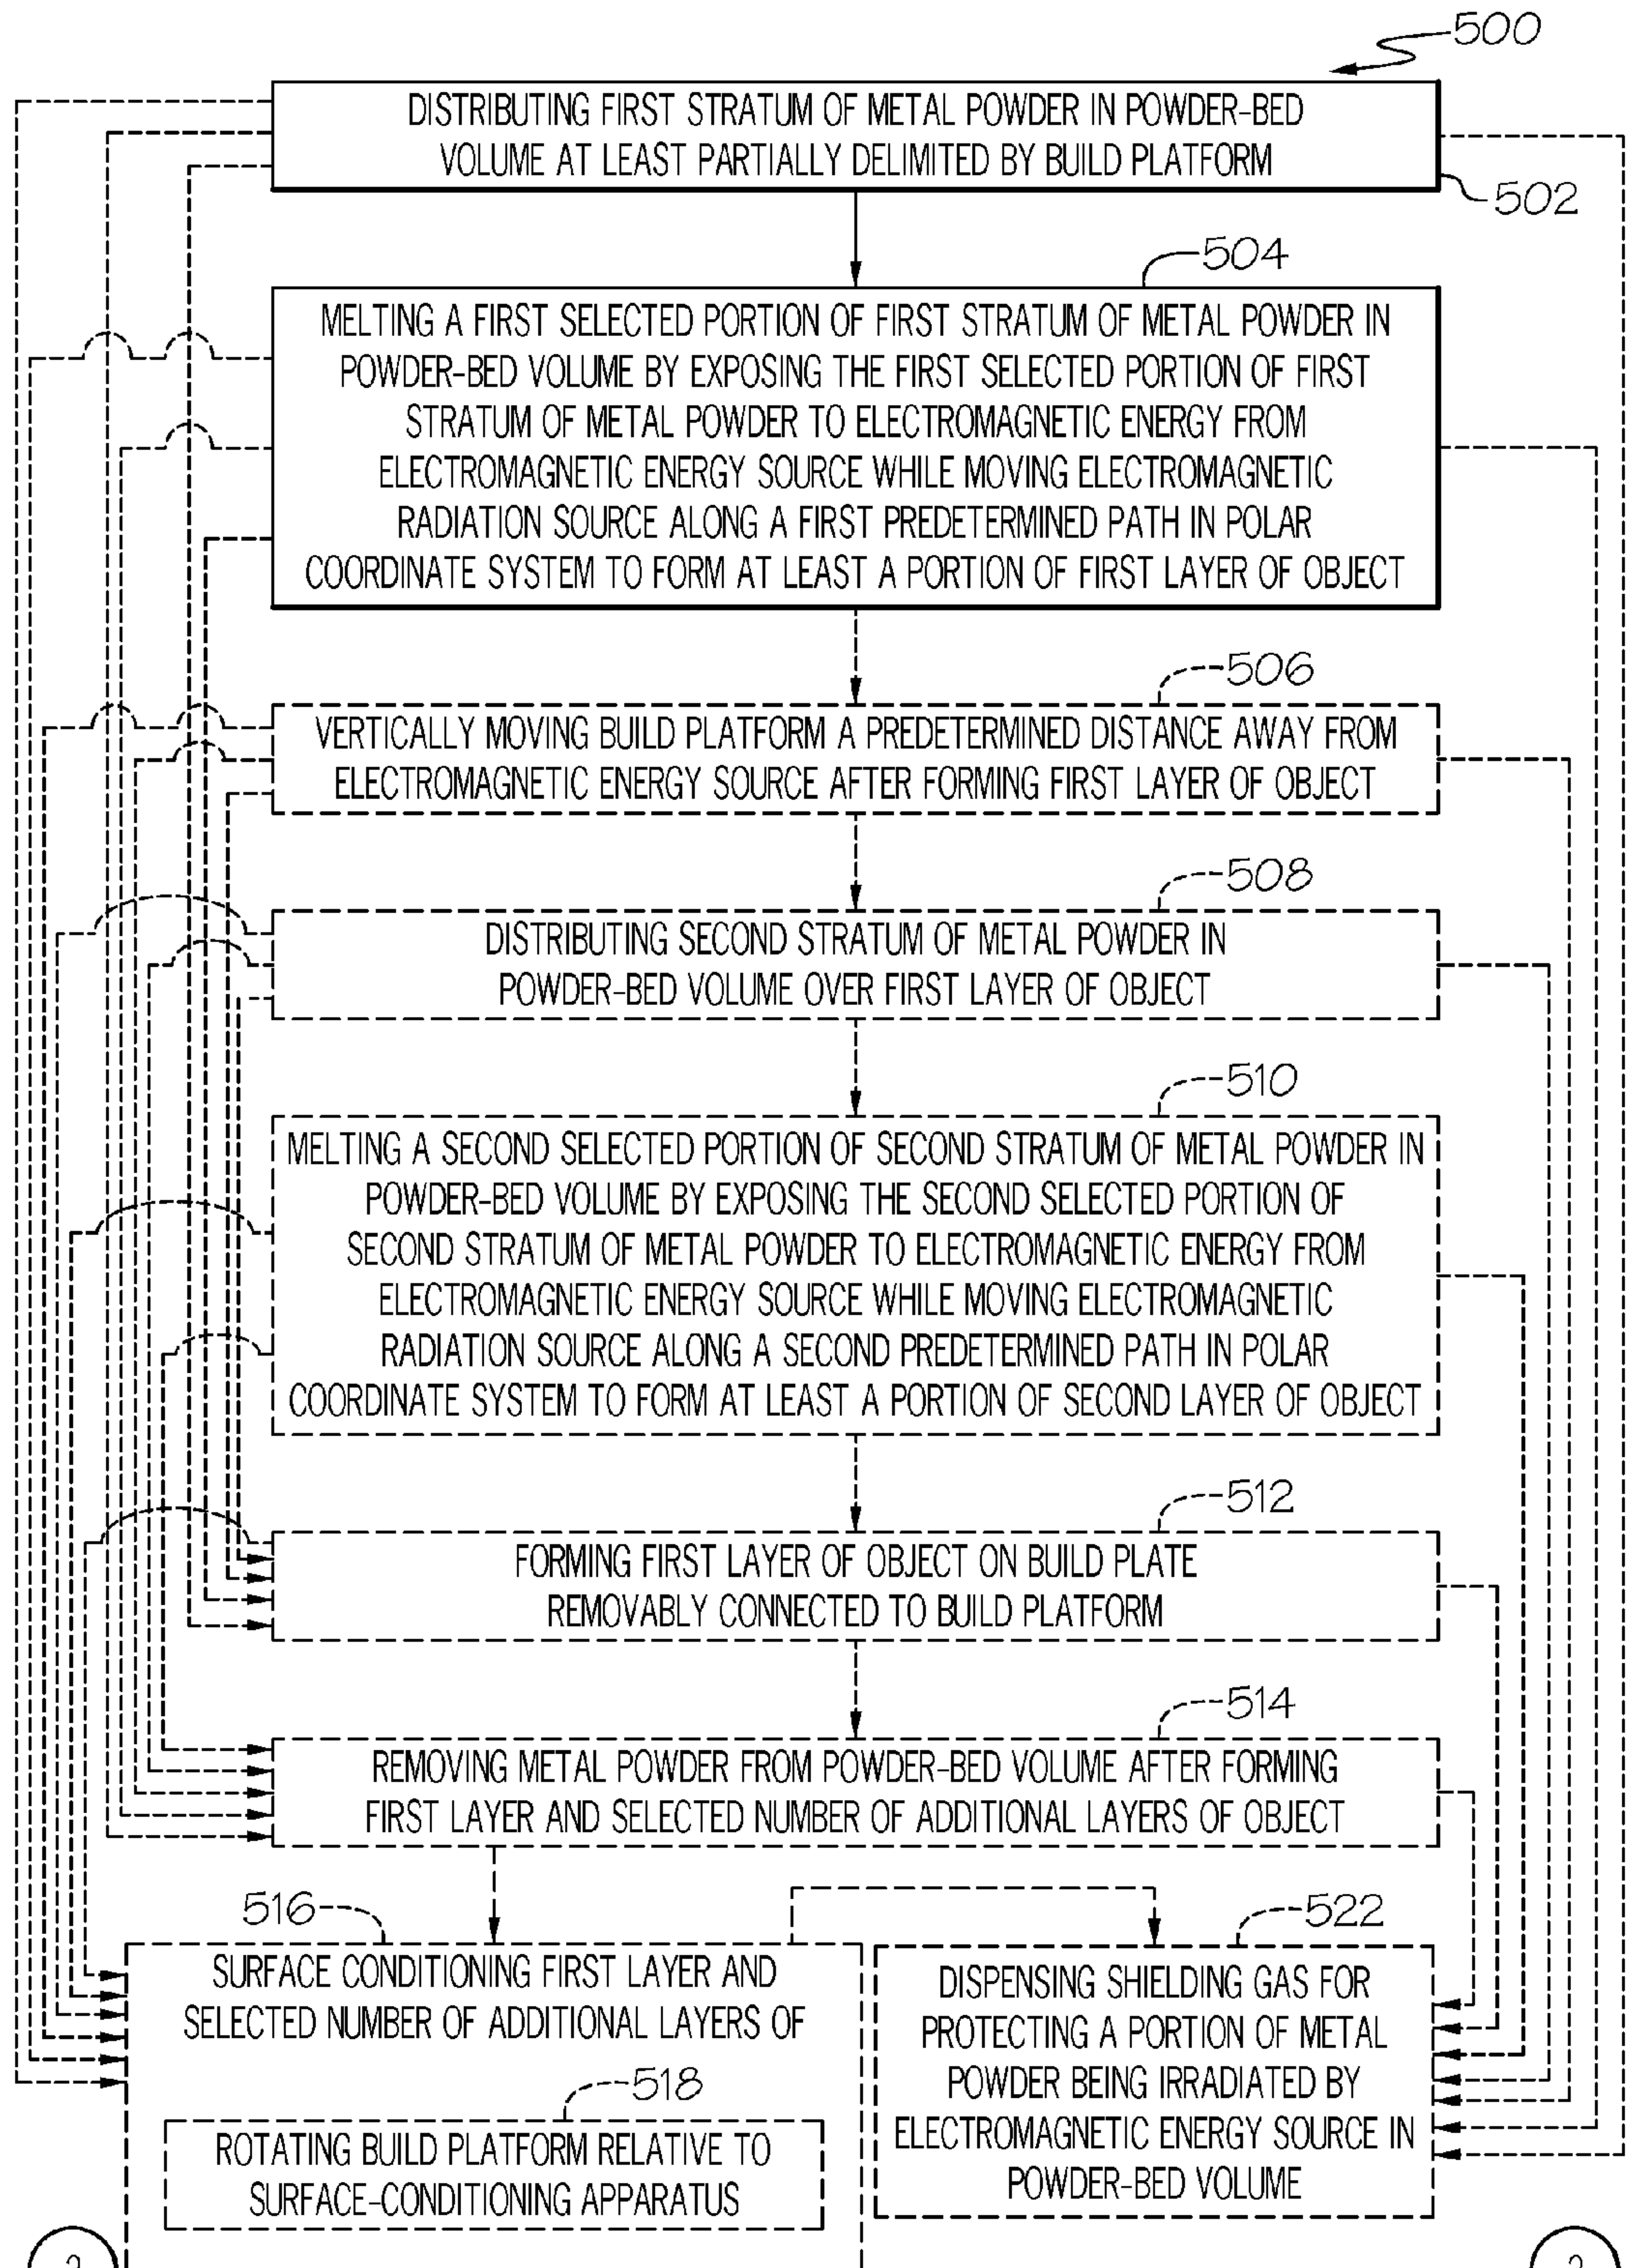 500
DISTRIBUTING FIRST STRATUM OF METAL POWDER IN POWDER-BED
VOLUME AT LEAST PARTIALLY DELIMITED BY BUILD PLATFORM
502
504
MELTING A FIRST SELECTED PORTION OF FIRST STRATUM OF METAL POWDER IN
POWDER-BED VOLUME BY EXPOSING THE FIRST SELECTED PORTION OF FIRST
STRATUM OF METAL POWDER TO ELECTROMAGNETIC ENERGY FROM
ELECTROMAGNETIC ENERGY SOURCE WHILE MOVING ELECTROMAGNETIC
RADIATION SOURCE ALONG A FIRST PREDETERMINED PATH IN POLAR
COORDINATE SYSTEM TO FORM AT LEAST A PORTION OF FIRST LAYER OF OBJECT
506
VERTICALLY MOVING BUILD PLATFORM A PREDETERMINED DISTANCE AWAY FROM
ELECTROMAGNETIC ENERGY SOURCE AFTER FORMING FIRST LAYER OF OBJECT
508
DISTRIBUTING SECOND STRATUM OF METAL POWDER IN
POWDER-BED VOLUME OVER FIRST LAYER OF OBJECT
510
MELTING A SECOND SELECTED PORTION OF SECOND STRATUM OF METAL POWDER IN
POWDER-BED VOLUME BY EXPOSING THE SECOND SELECTED PORTION OF
SECOND STRATUM OF METAL POWDER TO ELECTROMAGNETIC ENERGY FROM
ELECTROMAGNETIC ENERGY SOURCE WHILE MOVING ELECTROMAGNETIC
RADIATION SOURCE ALONG A SECOND PREDETERMINED PATH IN POLAR
COORDINATE SYSTEM TO FORM AT LEAST A PORTION OF SECOND LAYER OF OBJECT
512
FORMING FIRST LAYER OF OBJECT ON BUILD PLATE
REMOVABLY CONNECTED TO BUILD PLATFORM
514
REMOVING METAL POWDER FROM POWDER-BED VOLUME AFTER FORMING
FIRST LAYER AND SELECTED NUMBER OF ADDITIONAL LAYERS OF OBJECT
516
SURFACE CONDITIONING FIRST LAYER AND
SELECTED NUMBER OF ADDITIONAL LAYERS OF
518
ROTATING BUILD PLATFORM RELATIVE TO
SURFACE-CONDITIONING APPARATUS
522
DISPENSING SHIELDING GAS FOR
PROTECTING A PORTION OF METAL
POWDER BEING IRRADIATED BY
ELECTROMAGNETIC ENERGY SOURCE IN
POWDER-BED VOLUME